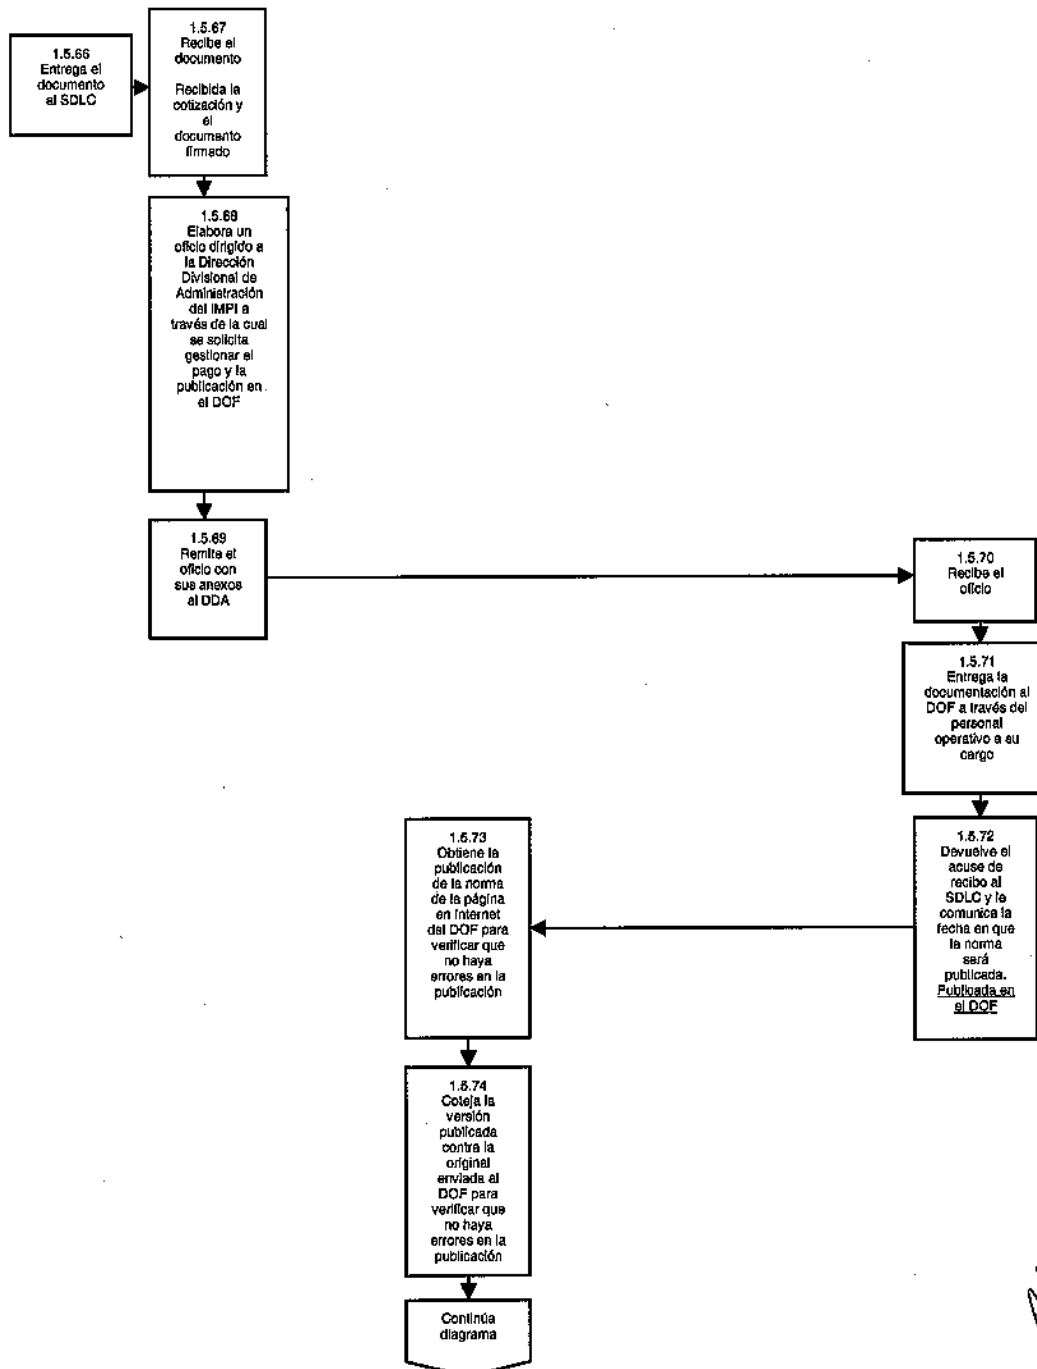 1.5.66
Entrega el
documento
al SDLC
1.5.67
Recibe el
documento
Recibida la
cotización y
el
documento
firmado
1.5.68
Elabora un
oficio dirigido a
la Dirección
Divisional de
Administración
del IMPI a
través de la cual
se solicita
gestionar el
pago y la
publicación en
el DOF
1.5.69
Remite el
oficio con
sus anexos
al DDA
1.5.70
Recibe el
oficio
1.5.71
Entrega la
documentación al
DOF a través del
personal
operativo a su
cargo
1.5.72
Devuelve el
acuse de
recibo al
SDLC y le
comunica la
fecha en que
la norma
será
publicada.
Publicada en
el DOF
1.5.73
Obtiene la
publicación
de la norma
de la página
en Internet
del DOF para
verificar que
no haya
errores en la
publicación
1.5.74
Coteja la
versión
publicada
contra la
original
enviada al
DOF para
verificar que
no haya
errores en la
publicación
Continúa
diagrama